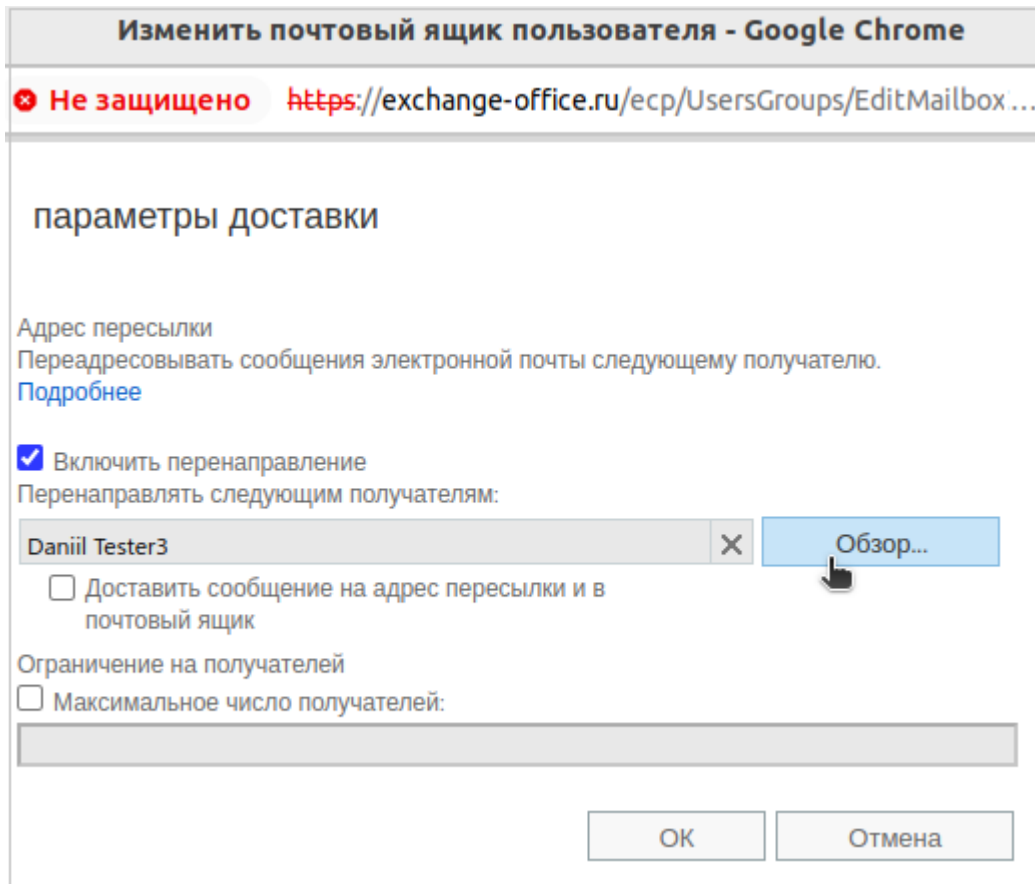 Изменить почтовый ящик пользователя - Google Chrome
Не защищено https://exchange-office.ru/ecp/UsersGroups/EditMailbox…
параметры доставки
Адрес пересылки
Переадресовывать сообщения электронной почты следующему получателю.
Подробнее
Включить перенаправление
Перенаправлять следующим получателям:
Daniil Tester3
Обзор...
Доставить сообщение на адрес пересылки и в
почтовый ящик
Ограничение на получателей
Максимальное число получателей:
ОК Отмена